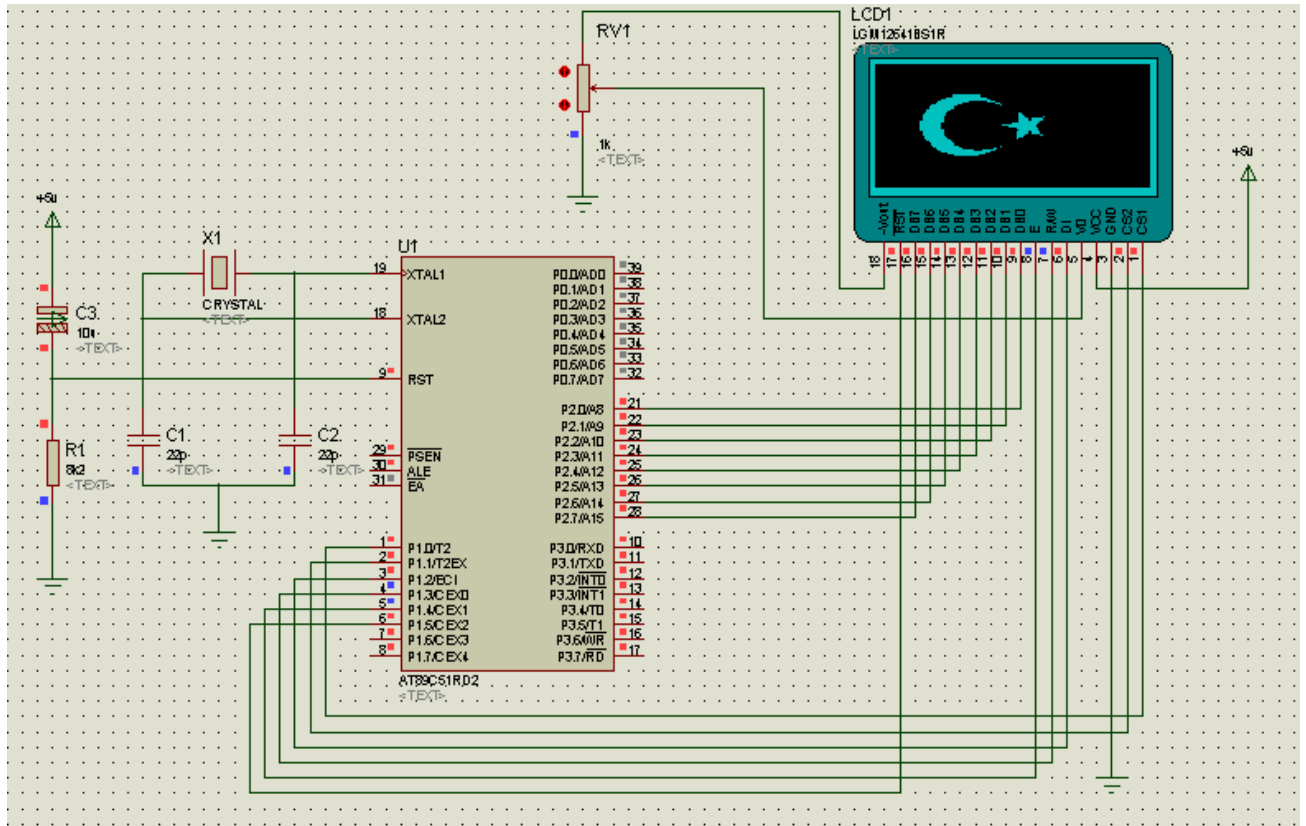 LCD1
LGM12641BS1R
<TEXT>
RV1
1k
<TEXT>
+5u
+5u
-Vout
RST
DB7
DB6
DB5
DB4
DB3
DB2
DB1
DB0
E
R/W
DI
V0
VCC
GND
CS2
CS1
18
17
16
15
14
13
12
11
10
9
8
7
6
5
4
3
2
1
X1
CRYSTAL
<TEXT>
C3
10u
<TEXT>
R1
8k2
<TEXT>
C1
22p
<TEXT>
C2
22p
<TEXT>
U1
19 XTAL1
18 XTAL2
9 RST
29 PSEN
30 ALE
31 EA
1 P1.0/T2
2 P1.1/T2EX
3 P1.2/ECI
4 P1.3/CEX0
5 P1.4/CEX1
6 P1.5/CEX2
7 P1.6/CEX3
8 P1.7/CEX4
P0.0/AD0 39
P0.1/AD1 38
P0.2/AD2 37
P0.3/AD3 36
P0.4/AD4 35
P0.5/AD5 34
P0.6/AD6 33
P0.7/AD7 32
P2.0/A8 21
P2.1/A9 22
P2.2/A10 23
P2.3/A11 24
P2.4/A12 25
P2.5/A13 26
P2.6/A14 27
P2.7/A15 28
P3.0/RXD 10
P3.1/TXD 11
P3.2/INT0 12
P3.3/INT1 13
P3.4/T0 14
P3.5/T1 15
P3.6/WR 16
P3.7/RD 17
AT89C51RD2
<TEXT>